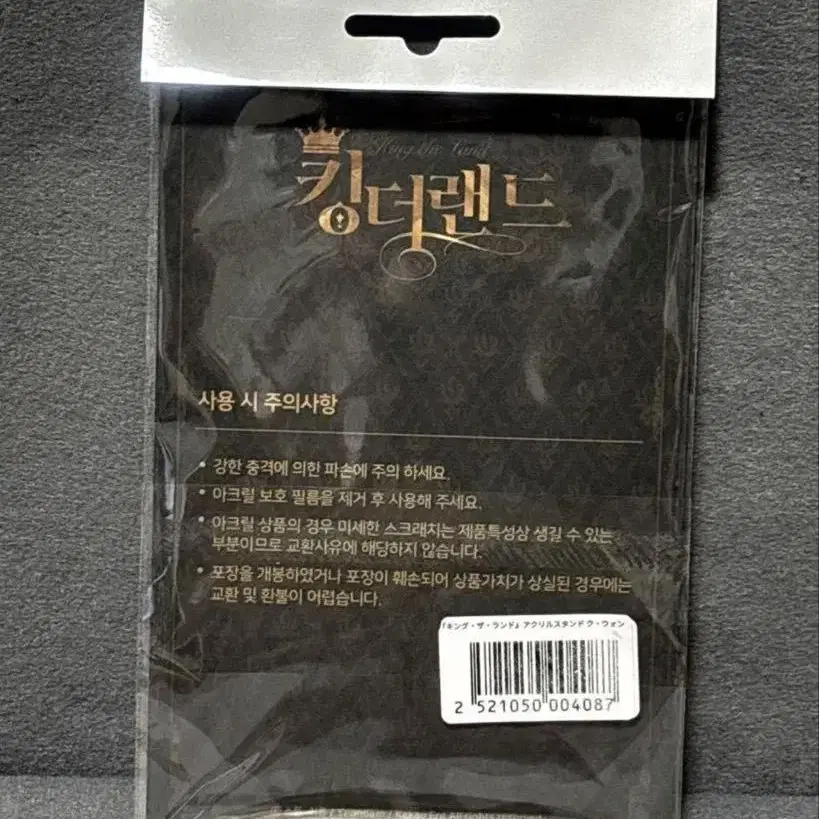 King the Land
킹더랜드
사용 시 주의사항
• 강한 충격에 의한 파손에 주의 하세요.
• 아크릴 보호 필름을 제거 후 사용해 주세요.
• 아크릴 상품의 경우 미세한 스크래치는 제품특성상 생길 수 있는
부분이므로 교환사유에 해당하지 않습니다.
• 포장을 개봉하였거나 포장이 훼손되어 상품가치가 상실된 경우에는
교환 및 환불이 어렵습니다.
『キング・ザ・ランド』アクリルスタンド ク・ウォン
2 521050 004087
All rights reserved